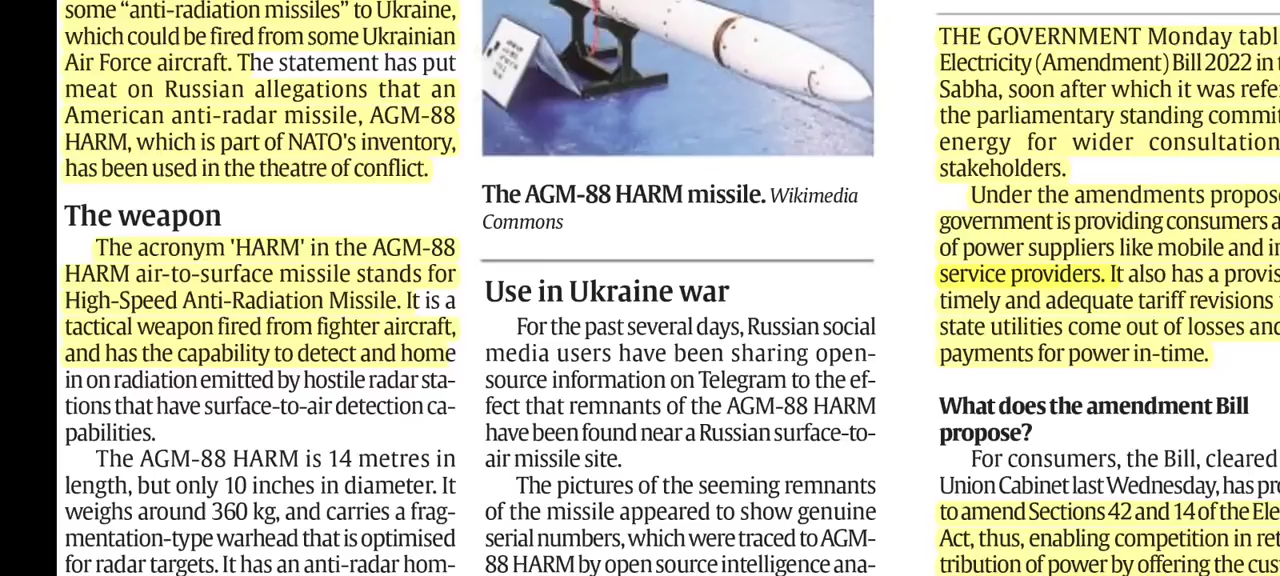 some “anti-radiation missiles” to Ukraine,
which could be fired from some Ukrainian
Air Force aircraft. The statement has put
meat on Russian allegations that an
American anti-radar missile, AGM-88
HARM, which is part of NATO's inventory,
has been used in the theatre of conflict.
The weapon
The acronym 'HARM' in the AGM-88
HARM air-to-surface missile stands for
High-Speed Anti-Radiation Missile. It is a
tactical weapon fired from fighter aircraft,
and has the capability to detect and home
in on radiation emitted by hostile radar sta-
tions that have surface-to-air detection ca-
pabilities.
The AGM-88 HARM is 14 metres in
length, but only 10 inches in diameter. It
weighs around 360 kg, and carries a frag-
mentation-type warhead that is optimised
for radar targets. It has an anti-radar hom-
The AGM-88 HARM missile. Wikimedia
Commons
Use in Ukraine war
For the past several days, Russian social
media users have been sharing open-
source information on Telegram to the ef-
fect that remnants of the AGM-88 HARM
have been found near a Russian surface-to-
air missile site.
The pictures of the seeming remnants
of the missile appeared to show genuine
serial numbers, which were traced to AGM-
88 HARM by open source intelligence ana-
THE GOVERNMENT Monday tabl
Electricity (Amendment) Bill 2022 in t
Sabha, soon after which it was refe
the parliamentary standing commit
energy for wider consultation
stakeholders.
Under the amendments propos
government is providing consumers a
of power suppliers like mobile and in
service providers. It also has a provis
timely and adequate tariff revisions
state utilities come out of losses and
payments for power in-time.
What does the amendment Bill
propose?
For consumers, the Bill, cleared
Union Cabinet last Wednesday, has pr
to amend Sections 42 and 14 of the Ele
Act, thus, enabling competition in ret
tribution of power by offering the cus